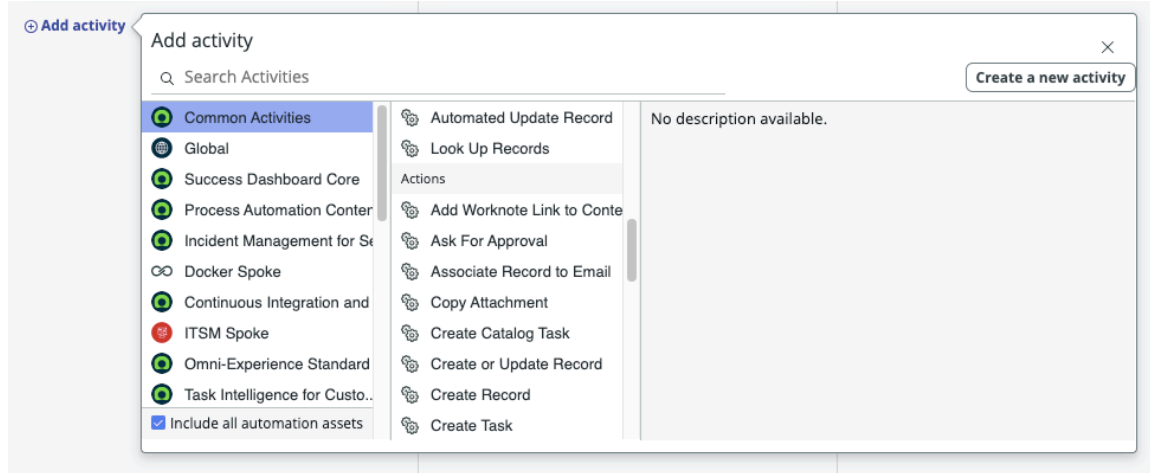 Add activity
Add activity
Search Activities
Create a new activity
Common Activities
Global
Success Dashboard Core
Process Automation Conten
Incident Management for Se
Docker Spoke
Continuous Integration and
ITSM Spoke
Omni-Experience Standard
Task Intelligence for Custo..
Include all automation assets
Automated Update Record
Look Up Records
Actions
Add Worknote Link to Conte
Ask For Approval
Associate Record to Email
Copy Attachment
Create Catalog Task
Create or Update Record
Create Record
Create Task
No description available.